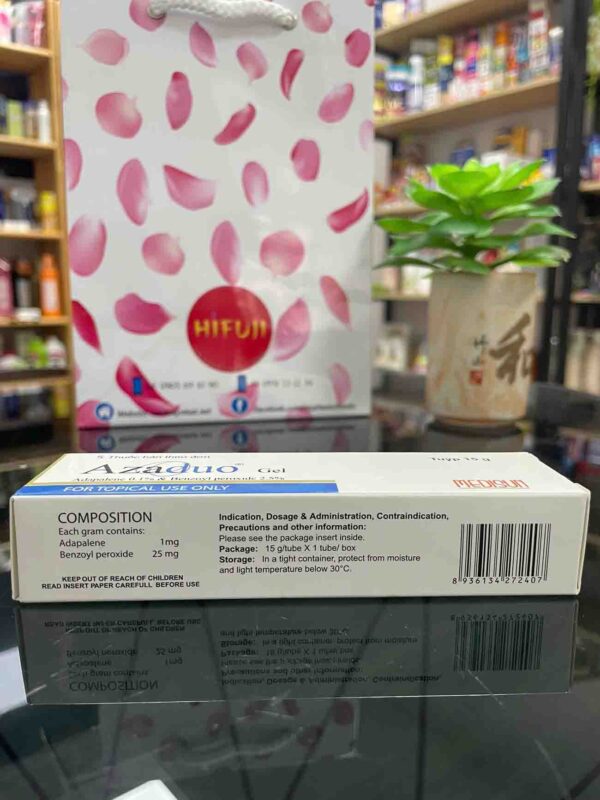 HIFUJI
和
Azaduo Gel
Tuýp 15 g
Adapalene 0.1% & Benzoyl peroxide 2.5%
FOR TOPICAL USE ONLY
MEDISUN
COMPOSITION
Each gram contains:
Adapalene 1mg
Benzoyl peroxide 25 mg
KEEP OUT OF REACH OF CHILDREN
READ INSERT PAPER CAREFULL BEFORE USE
Indication, Dosage & Administration, Contraindication,
Precautions and other information:
Please see the package insert inside.
Package: 15 g/tube X 1 tube/ box
Storage: In a tight container, protect from moisture
and light temperature below 30°C.
8 936134 272407